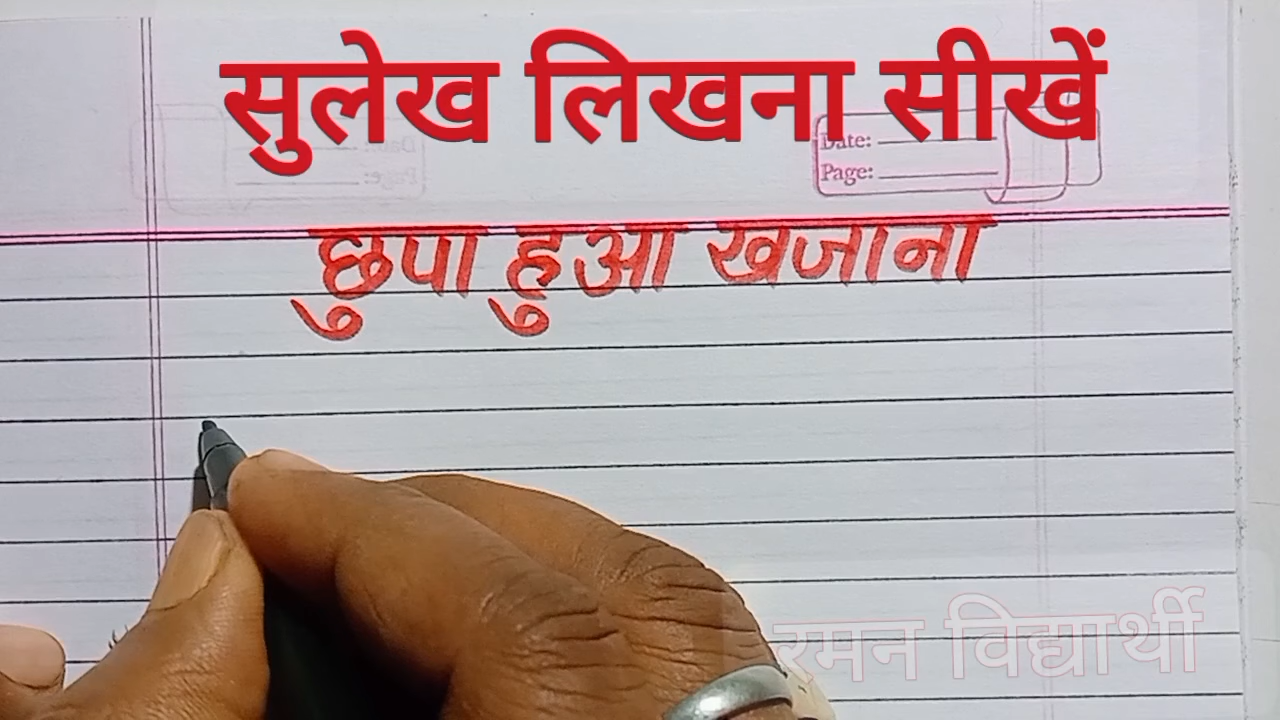 सुलेख लिखना सीखें
Date:
Page:
छुपा हुआ खजाना
रमन विद्यार्थी